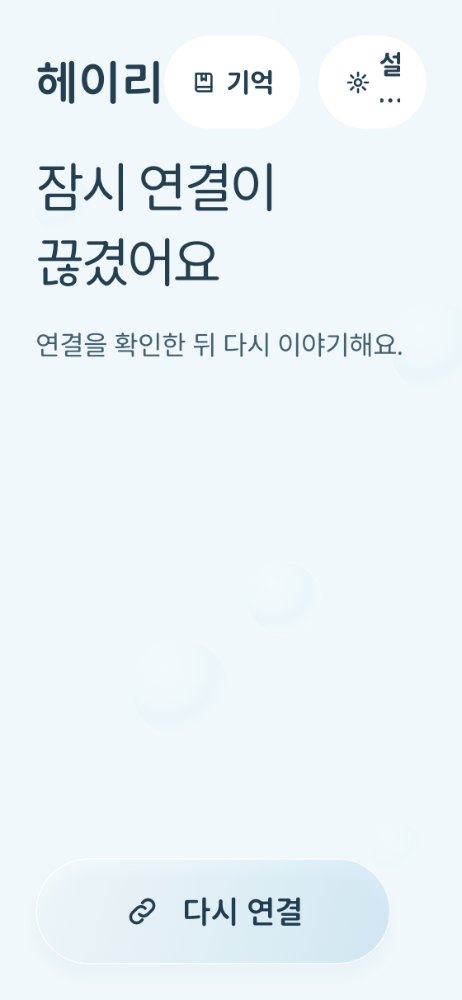 헤이리
기억
설
...
잠시 연결이
끊겼어요
연결을 확인한 뒤 다시 이야기해요.
다시 연결